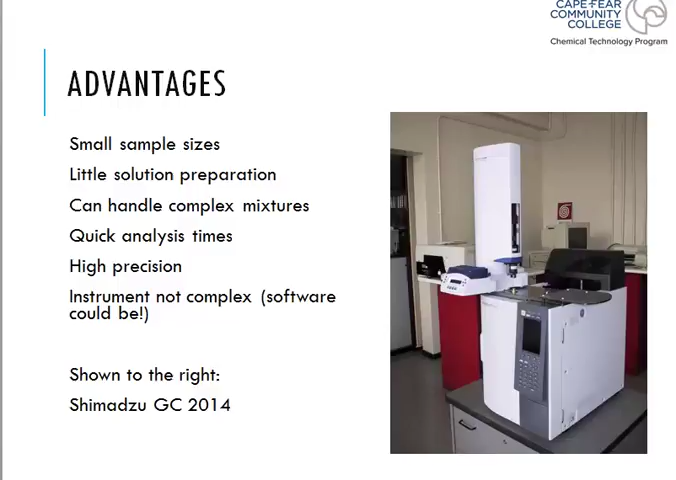 CAPE FEAR
COMMUNITY
COLLEGE
Chemical Technology Program
ADVANTAGES
Small sample sizes
Little solution preparation
Can handle complex mixtures
Quick analysis times
High precision
Instrument not complex (software
could be!)
Shown to the right:
Shimadzu GC 2014